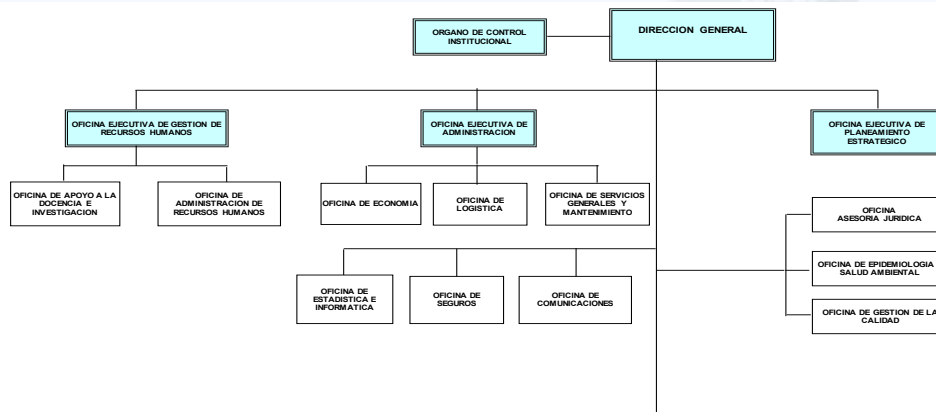 ORGANO DE CONTROL
INSTITUCIONAL
DIRECCION GENERAL
OFICINA EJECUTIVA DE GESTION DE
RECURSOS HUMANOS
OFICINA EJECUTIVA DE
ADMINISTRACION
OFICINA EJECUTIVA DE
PLANEAMIENTO
ESTRATEGICO
OFICINA DE APOYO A LA
DOCENCIA E
INVESTIGACION
OFICINA DE
ADMINISTRACION DE
RECURSOS HUMANOS
OFICINA DE ECONOMIA
OFICINA DE
LOGISTICA
OFICINA DE SERVICIOS
GENERALES Y
MANTENIMIENTO
OFICINA
ASESORIA JURIDICA
OFICINA DE EPIDEMIOLOGIA
SALUD AMBIENTAL
OFICINA DE GESTION DE LA
CALIDAD
OFICINA DE
ESTADISTICA E
INFORMATICA
OFICINA DE
SEGUROS
OFICINA DE
COMUNICACIONES